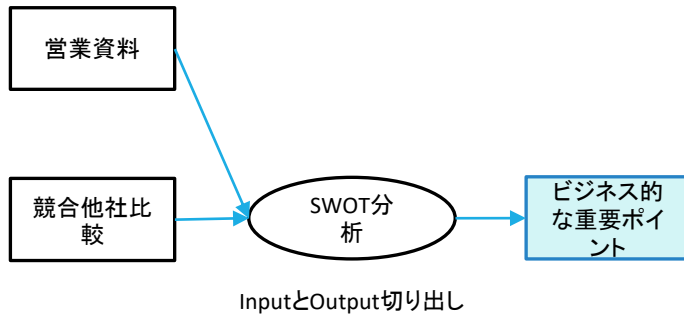 営業資料
競合他社比
較
SWOT分
析
ビジネス的
な重要ポイ
ント
InputとOutput切り出し